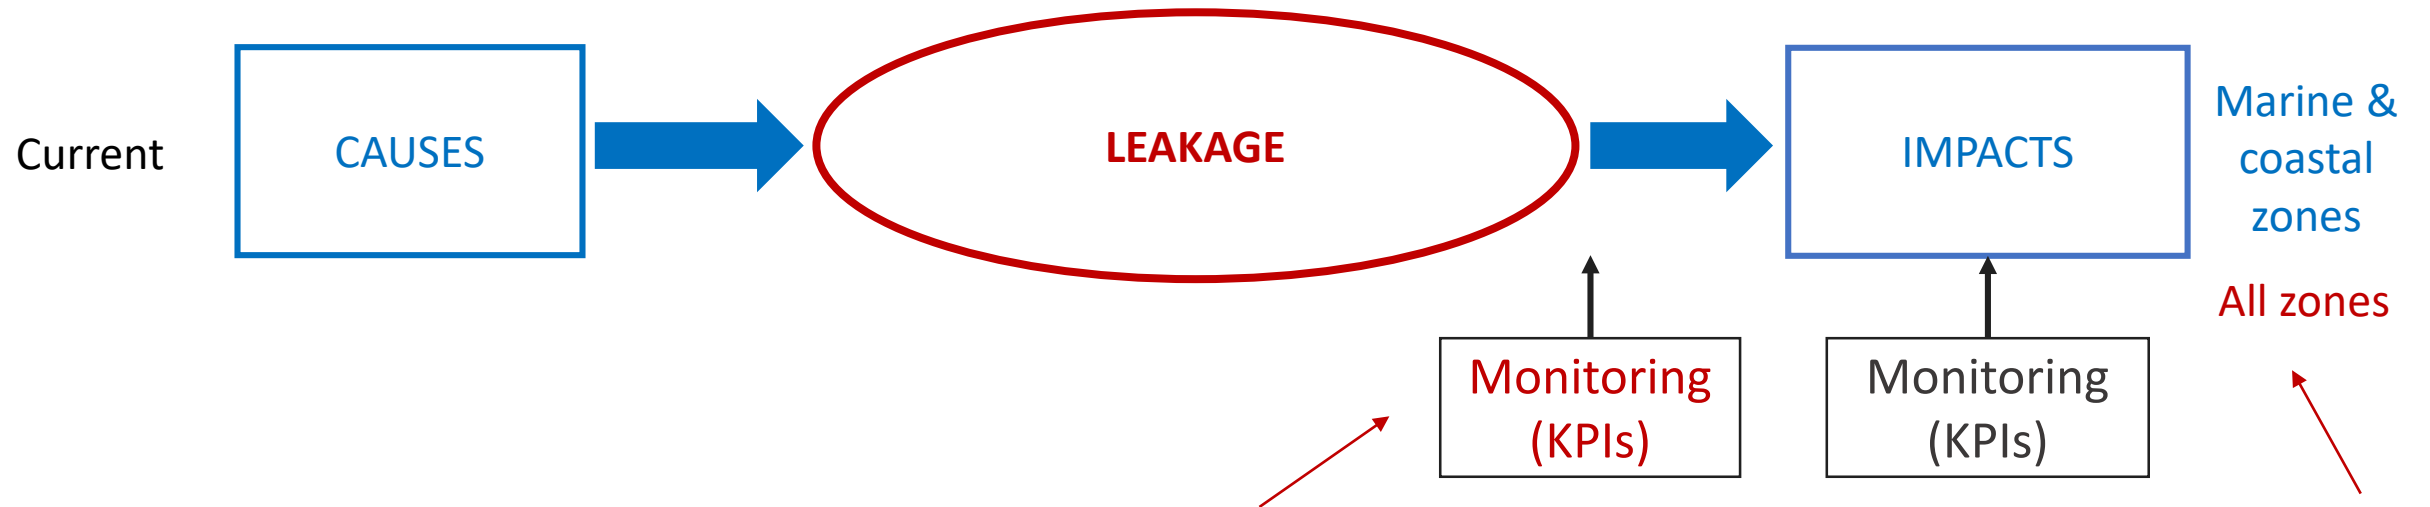 Current
CAUSES
LEAKAGE
IMPACTS
Marine &
coastal
zones
All zones
Monitoring
(KPIs)
Monitoring
(KPIs)